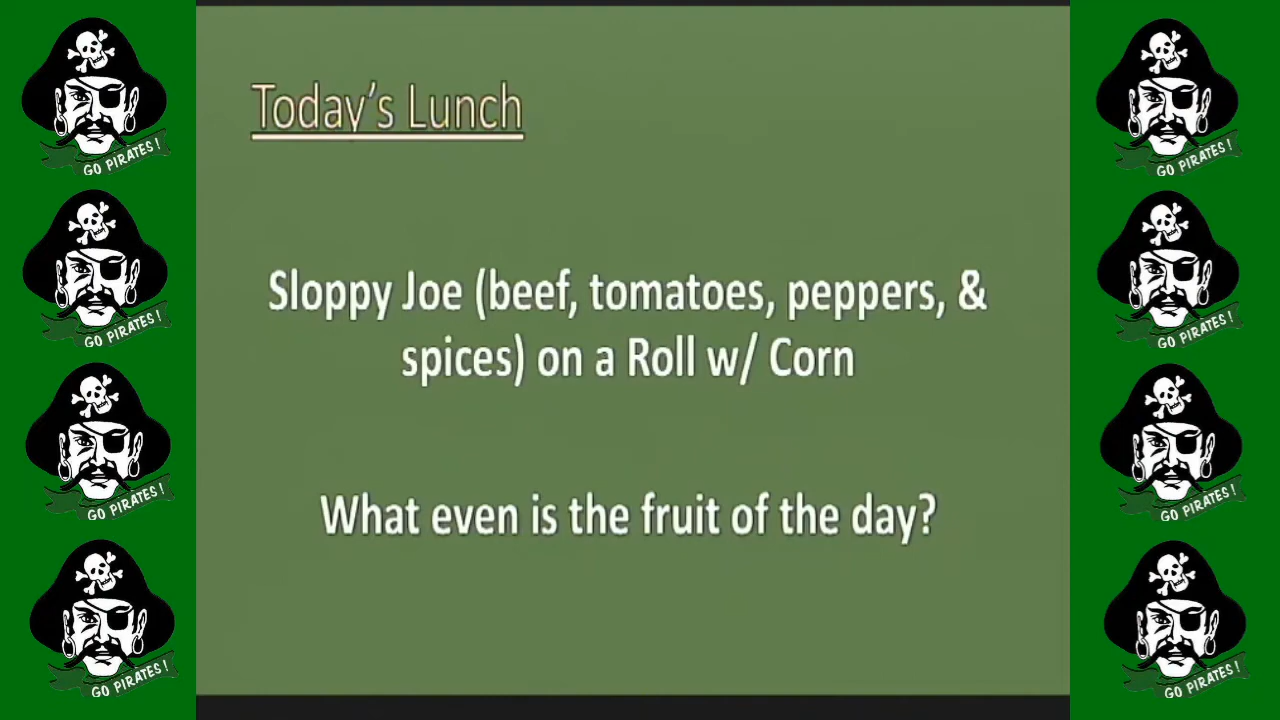 Today's Lunch
Sloppy Joe (beef, tomatoes, peppers, &
spices) on a Roll w/ Corn
What even is the fruit of the day?
GO PIRATES!
GO PIRATES!
GO PIRATES!
GO PIRATES!
GO PIRATES!
GO PIRATES!
GO PIRATES!
GO PIRATES!